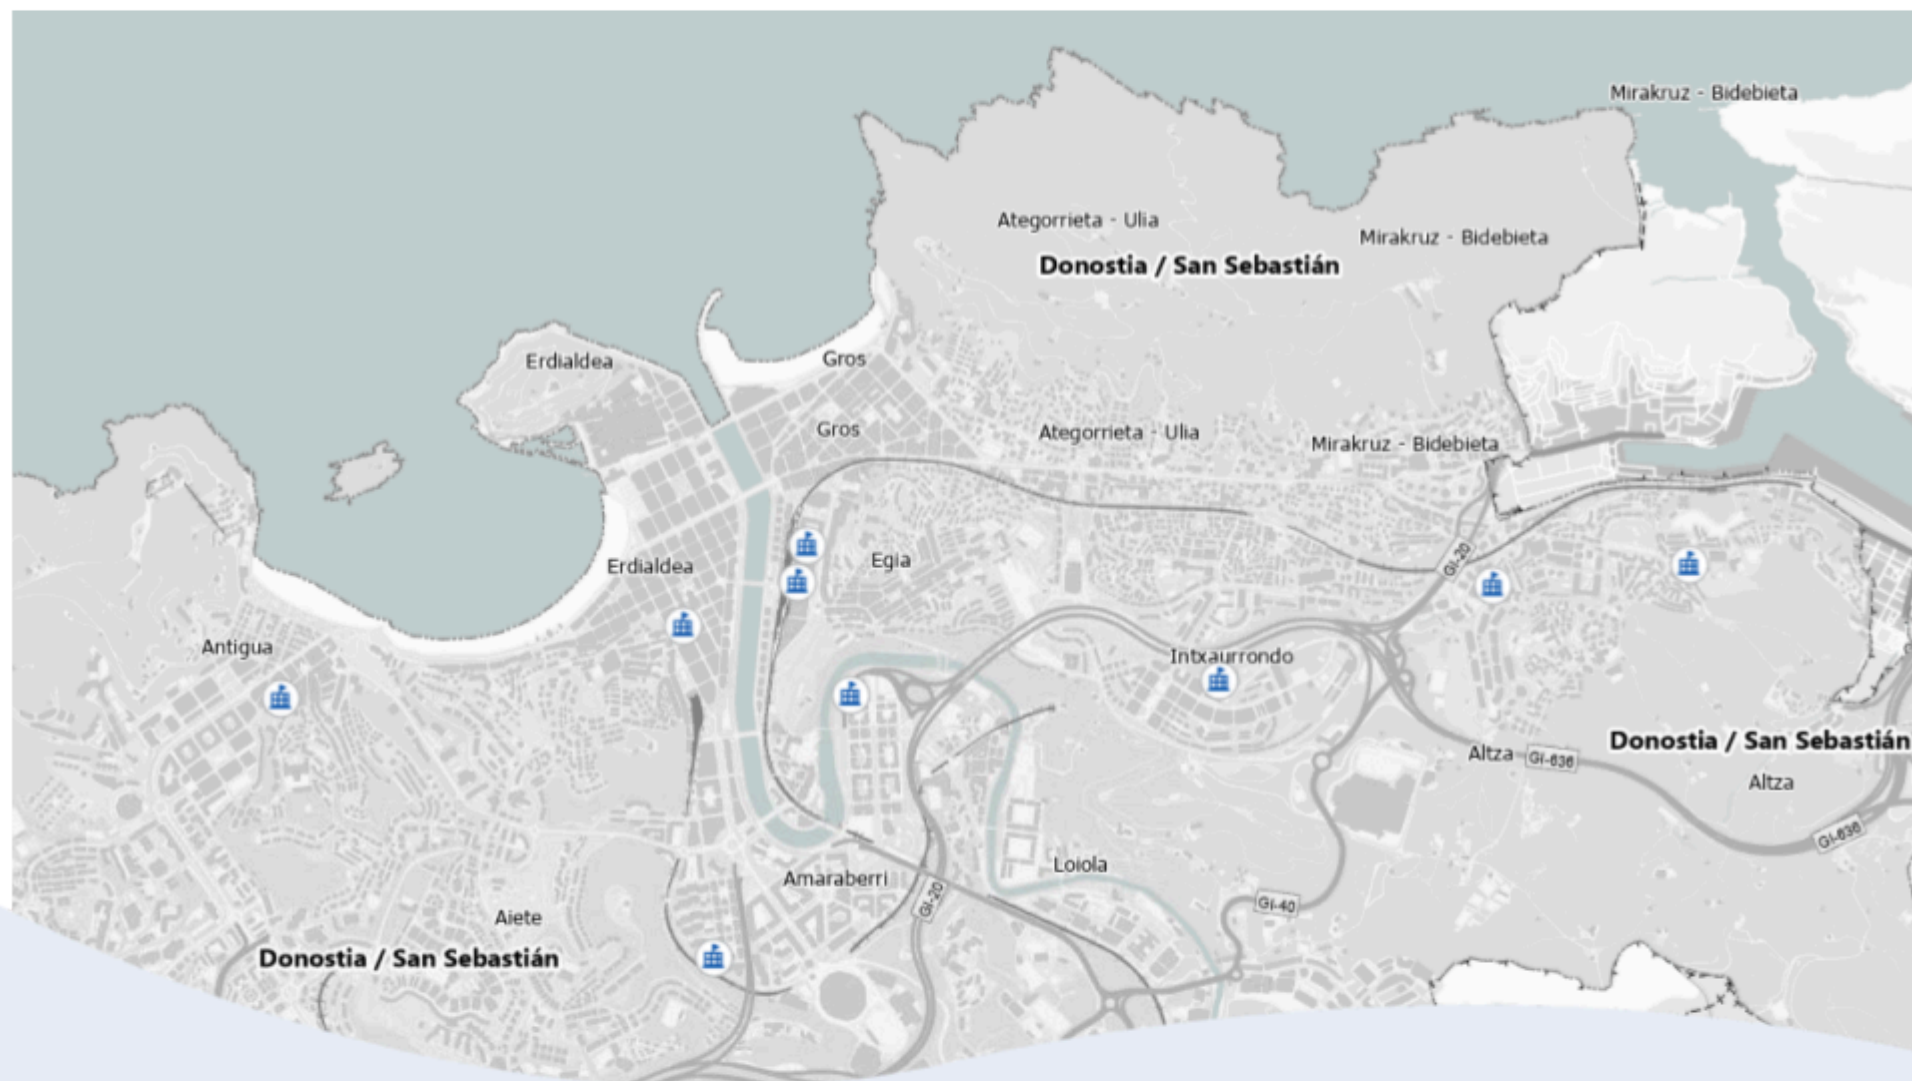 Mirakruz - Bidebieta
Ategorrieta - Ulia
Mirakruz - Bidebieta
Donostia / San Sebastián
Gros
Erdialdea
Gros
Ategorrieta - Ulia
Mirakruz - Bidebieta
GI-20
Egia
Erdialdea
Antigua
Intxaurrondo
Donostia / San Sebastián
Altza
GI-636
Altza
GI-636
Loiola
Amaraberri
GI-20
GI-40
Aiete
Donostia / San Sebastián